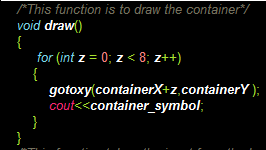 /*This function is to draw the container*/
void draw()
{
for (int z = 0; z < 8; z++)
{
gotoxy(containerX+z,containerY );
cout<<container_symbol;
}
}